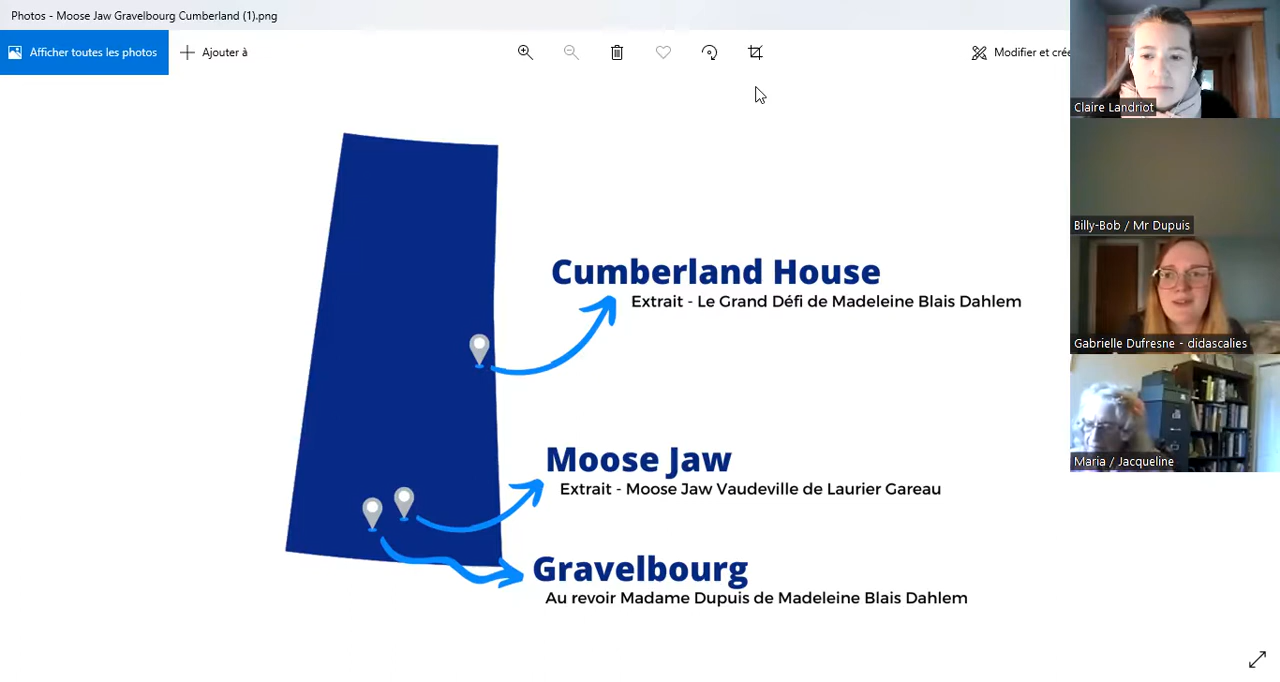 Photos - Moose Jaw Gravelbourg Cumberland (1).png
Afficher toutes les photos
Ajouter à
Modifier et crée
Claire Landriot
Billy-Bob / Mr Dupuis
Cumberland House
Extrait - Le Grand Défi de Madeleine Blais Dahlem
Gabrielle Dufresne - didascalies
Maria / Jacqueline
Moose Jaw
Extrait - Moose Jaw Vaudeville de Laurier Gareau
Gravelbourg
Au revoir Madame Dupuis de Madeleine Blais Dahlem